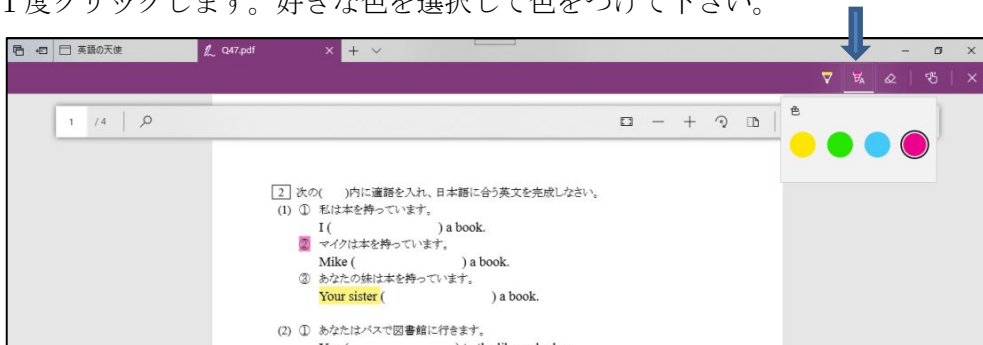 1度クリックします。好きな色を選択して色をつけて下さい。
英語の天使
Q47.pdf
1 /4
色
2 次の( )内に適語を入れ、日本語に合う英文を完成しなさい。
(1) ① 私は本を持っています。
I ( ) a book.
② マイクは本を持っています。
Mike ( ) a book.
③ あなたの妹は本を持っています。
Your sister ( ) a book.
(2) ① あなたはバスで図書館に行きます。